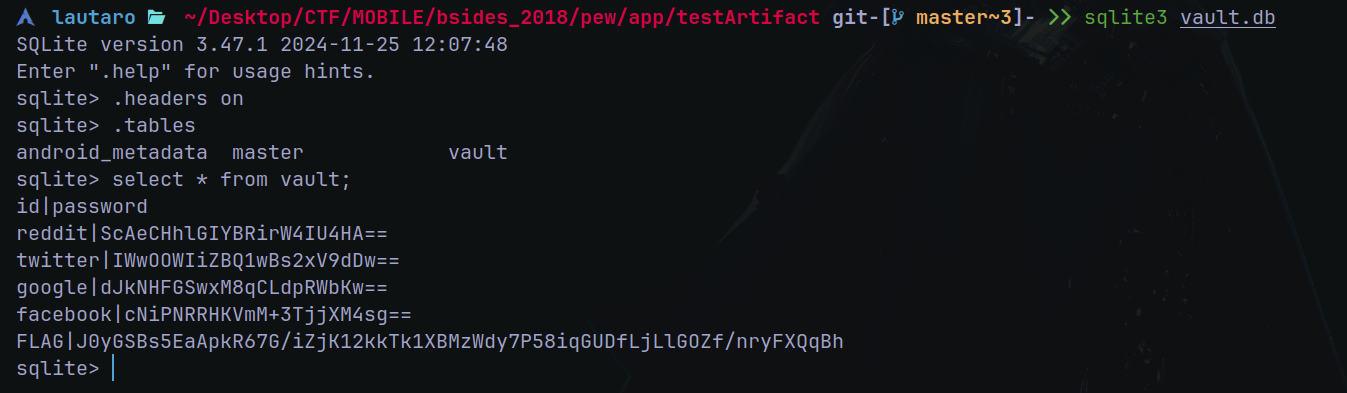 lautaro ~/Desktop/CTF/MOBILE/bsides_2018/pew/app/testArtifact git-[ master~3]- >> sqlite3 vault.db
SQLite version 3.47.1 2024-11-25 12:07:48
Enter ".help" for usage hints.
sqlite> .headers on
sqlite> .tables
android_metadata  master            vault
sqlite> select * from vault;
id|password
reddit|ScAeCHhlGIYBRirW4IU4HA==
twitter|IWwOOWIiZBQ1wBs2xV9dDw==
google|dJkNHFGSwxM8qCLdpRWbKw==
facebook|cNiPNRRHKVmM+3TjjXM4sg==
FLAG|J0yGSBs5EaApkR67G/iZjK12kkTk1XBMzWdy7P58iqGUDfLjLlGOZf/nryFXQqBh
sqlite>